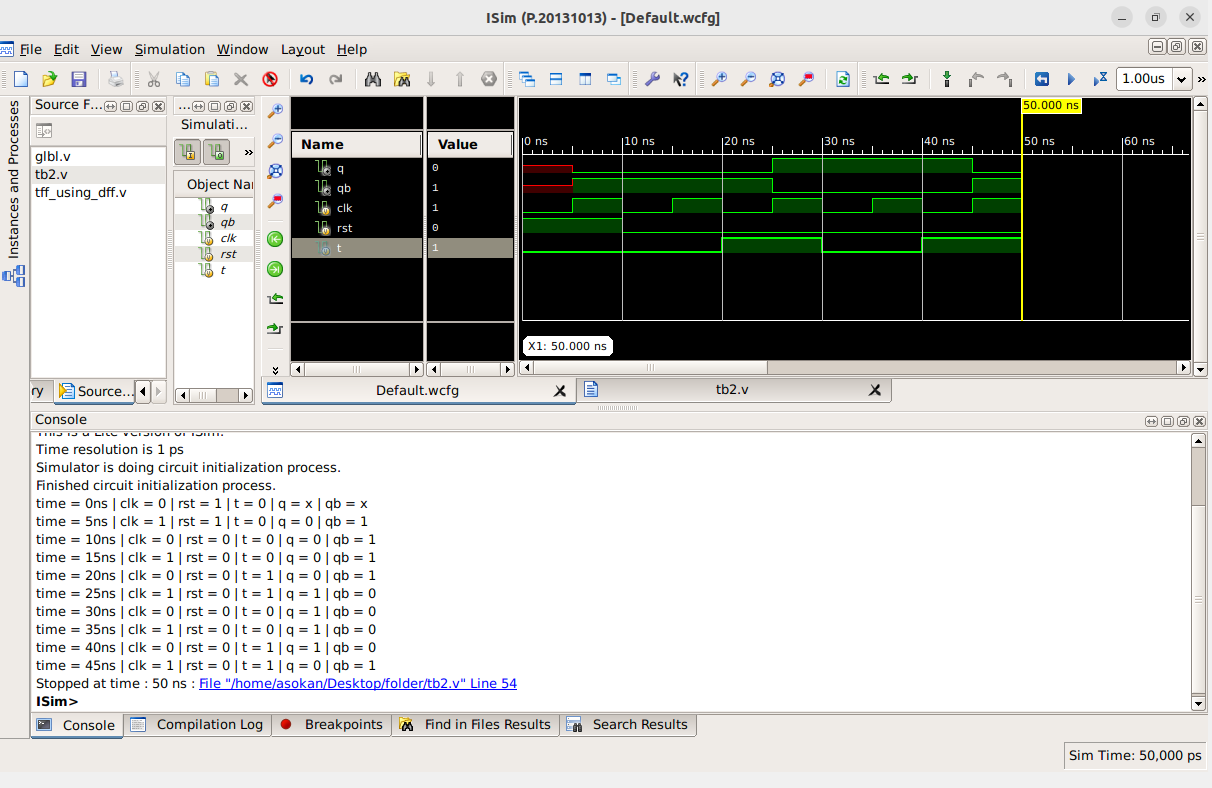 ISim (P.20131013) - [Default.wcfg]
File Edit View Simulation Window Layout Help
1.00us
»
Instances and Processes
Source F...
glbl.v
tb2.v
tff_using_dff.v
ry
Source...
...
Simulati...
»
Object Nar
q
qb
clk
rst
t
Name Value
q 0
qb 1
clk 1
rst 0
t 1
50.000 ns
0 ns 10 ns 20 ns 30 ns 40 ns 50 ns 60 ns
X1: 50.000 ns
Default.wcfg
tb2.v
Console
This is a Lite version of ISim.
Time resolution is 1 ps
Simulator is doing circuit initialization process.
Finished circuit initialization process.
time = 0ns | clk = 0 | rst = 1 | t = 0 | q = x | qb = x
time = 5ns | clk = 1 | rst = 1 | t = 0 | q = 0 | qb = 1
time = 10ns | clk = 0 | rst = 0 | t = 0 | q = 0 | qb = 1
time = 15ns | clk = 1 | rst = 0 | t = 0 | q = 0 | qb = 1
time = 20ns | clk = 0 | rst = 0 | t = 1 | q = 0 | qb = 1
time = 25ns | clk = 1 | rst = 0 | t = 1 | q = 1 | qb = 0
time = 30ns | clk = 0 | rst = 0 | t = 0 | q = 1 | qb = 0
time = 35ns | clk = 1 | rst = 0 | t = 0 | q = 1 | qb = 0
time = 40ns | clk = 0 | rst = 0 | t = 1 | q = 1 | qb = 0
time = 45ns | clk = 1 | rst = 0 | t = 1 | q = 0 | qb = 1
Stopped at time : 50 ns : File "/home/asokan/Desktop/folder/tb2.v" Line 54
ISim>
Console Compilation Log Breakpoints Find in Files Results Search Results
Sim Time: 50,000 ps